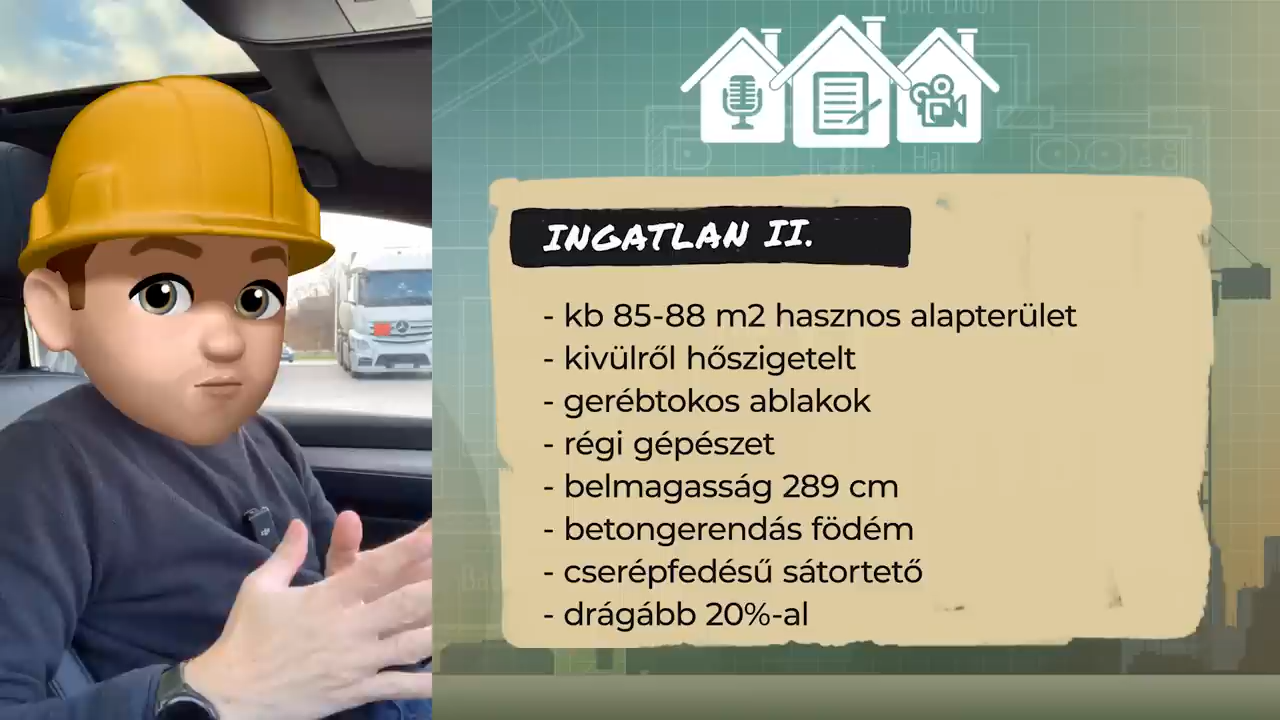 Hall
INGATLAN II.
- kb 85-88 m2 hasznos alapterület
- kivülről hőszigetelt
- gerébtokos ablakok
- régi gépészet
- belmagasság 289 cm
- betongerendás födém
- cserépfedésű sátortető
- drágább 20%-al